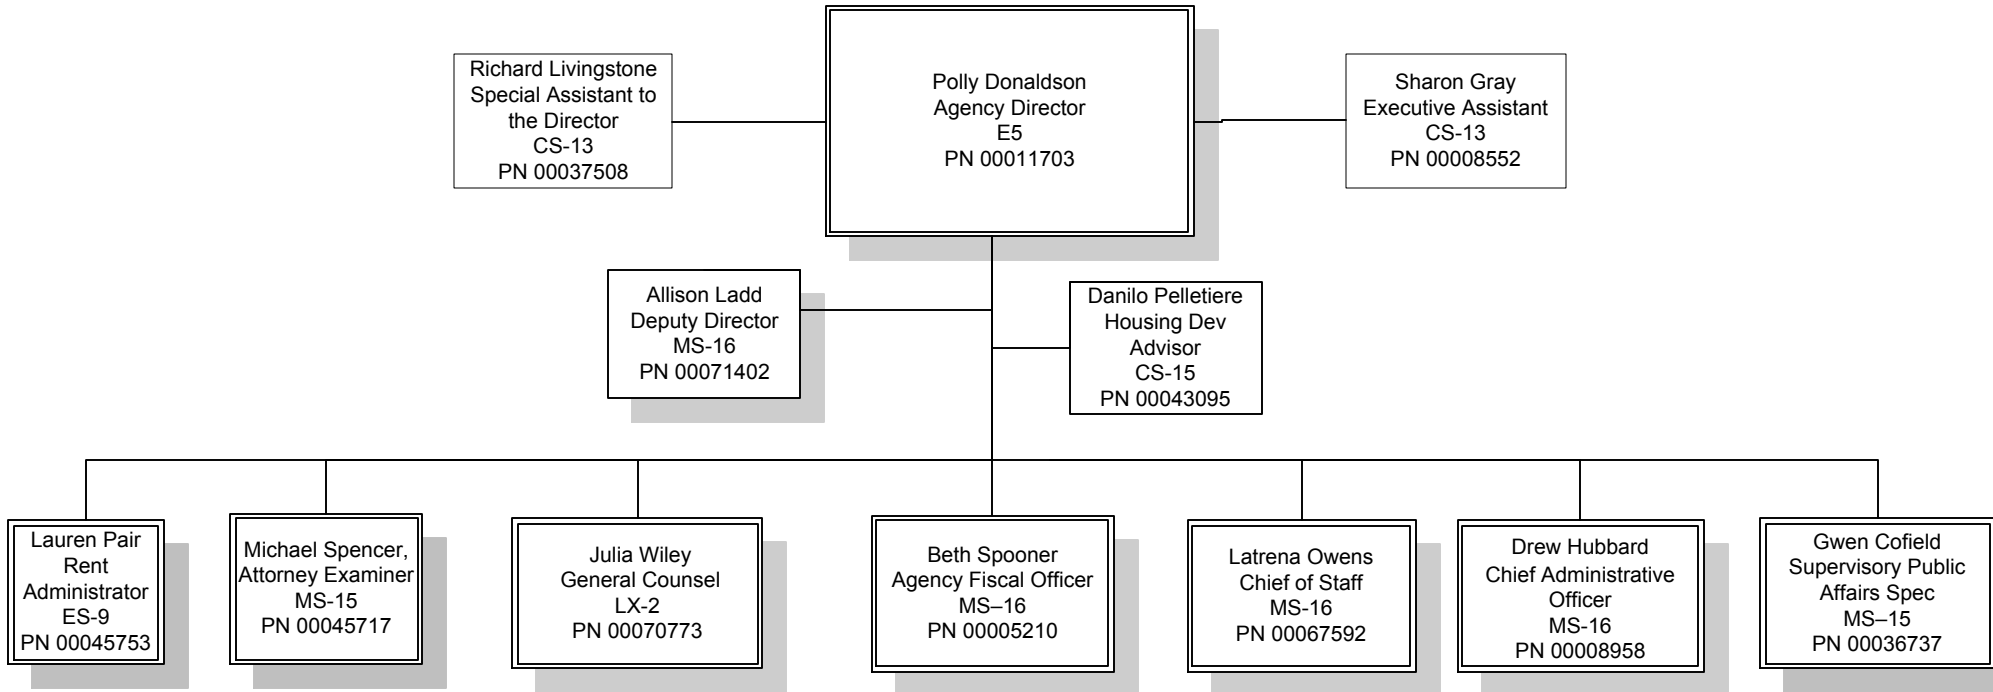 Richard Livingstone
Special Assistant to
the Director
CS-13
PN 00037508
Polly Donaldson
Agency Director
E5
PN 00011703
Sharon Gray
Executive Assistant
CS-13
PN 00008552
Allison Ladd
Deputy Director
MS-16
PN 00071402
Danilo Pelletiere
Housing Dev
Advisor
CS-15
PN 00043095
Lauren Pair
Rent
Administrator
ES-9
PN 00045753
Michael Spencer,
Attorney Examiner
MS-15
PN 00045717
Julia Wiley
General Counsel
LX-2
PN 00070773
Beth Spooner
Agency Fiscal Officer
MS–16
PN 00005210
Latrena Owens
Chief of Staff
MS-16
PN 00067592
Drew Hubbard
Chief Administrative
Officer
MS-16
PN 00008958
Gwen Cofield
Supervisory Public
Affairs Spec
MS–15
PN 00036737